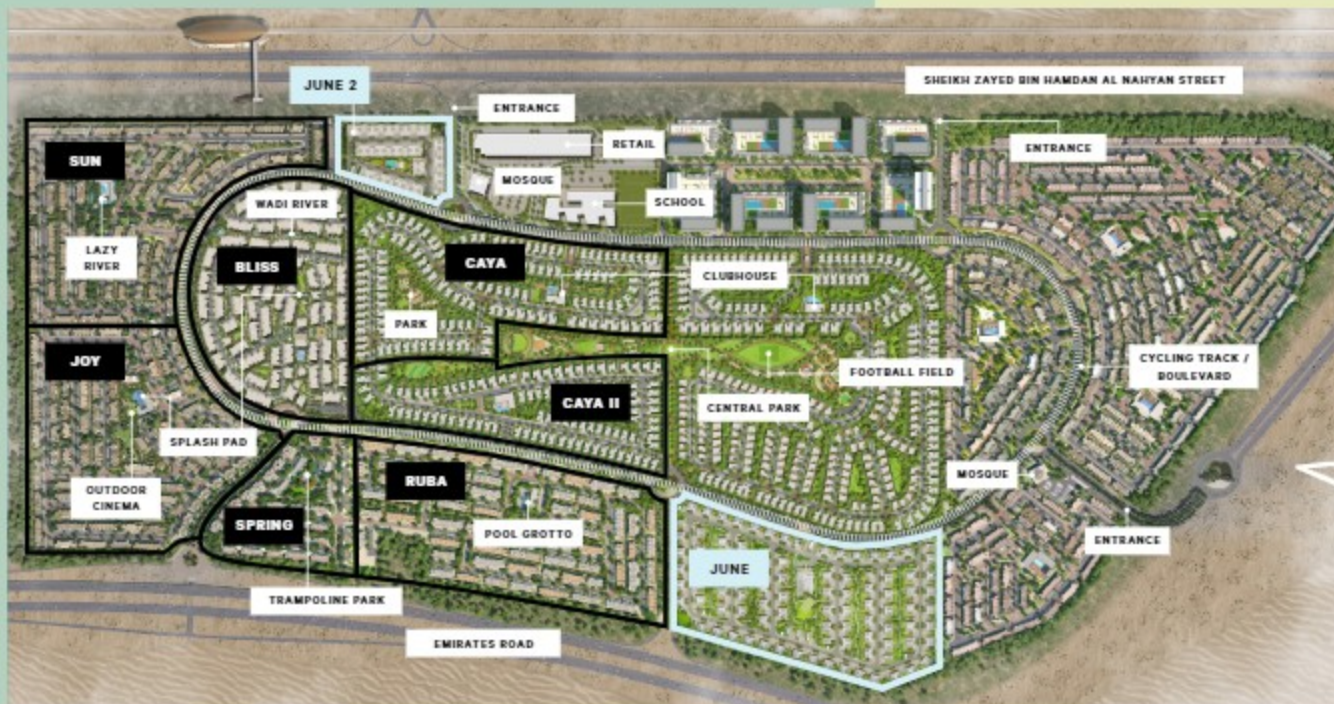 SHEIKH ZAYED BIN HAMDAN AL NAHYAN STREET
JUNE 2
ENTRANCE
RETAIL
ENTRANCE
SUN
MOSQUE
WADI RIVER
SCHOOL
LAZY
RIVER
BLISS
CAYA
CLUBHOUSE
PARK
JOY
CYCLING TRACK /
BOULEVARD
FOOTBALL FIELD
CAYA II
CENTRAL PARK
SPLASH PAD
MOSQUE
RUBA
OUTDOOR
CINEMA
SPRING
POOL GROTTO
ENTRANCE
JUNE
TRAMPOLINE PARK
EMIRATES ROAD